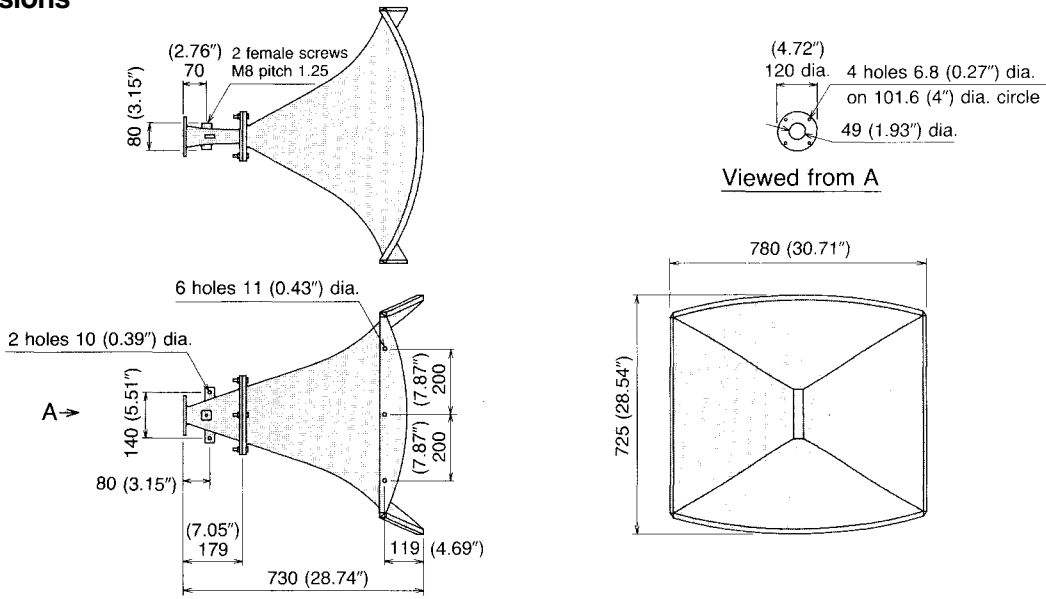 sions
(2.76″)
70
2 female screws
M8 pitch 1.25
80 (3.15″)
(4.72″)
120 dia.
4 holes 6.8 (0.27″) dia.
on 101.6 (4″) dia. circle
49 (1.93″) dia.
Viewed from A
6 holes 11 (0.43″) dia.
2 holes 10 (0.39″) dia.
A
140 (5.51″)
80 (3.15″)
(7.05″)
179
730 (28.74″)
119 (4.69″)
(7.87″)
200
(7.87″)
200
780 (30.71″)
725 (28.54″)